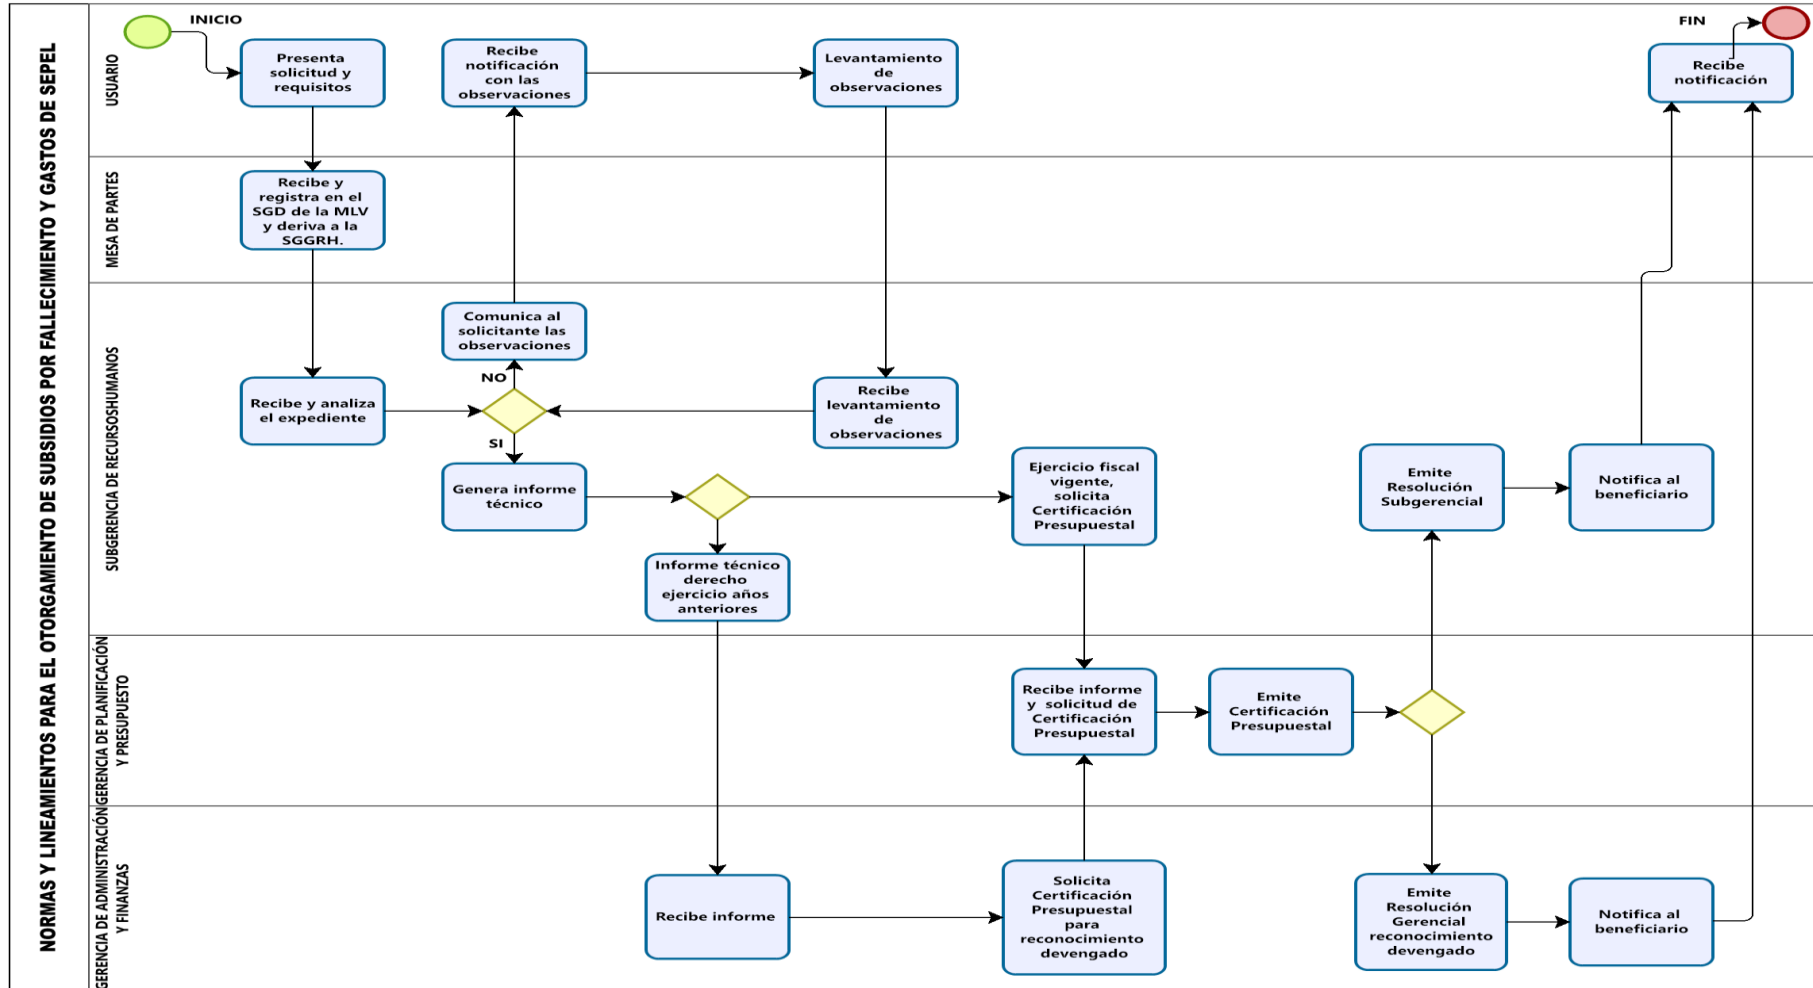 NORMAS Y LINEAMIENTOS PARA EL OTORGAMIENTO DE SUBSIDIOS POR FALLECIMIENTO Y GASTOS DE SEPEL
USUARIO
INICIO
Presenta
solicitud y
requisitos
Recibe
notificación
con las
observaciones
Levantamiento
de
observaciones
FIN
Recibe
notificación
MESA DE PARTES
Recibe y
registra en el
SGD de la MLV
y deriva a la
SGGRH.
SUBGERENCIA DE RECURSOSHUMANOS
Comunica al
solicitante las
observaciones
NO
Recibe y analiza
el expediente
Recibe
levantamiento
de
observaciones
SI
Genera informe
técnico
Ejercicio fiscal
vigente,
solicita
Certificación
Presupuestal
Emite
Resolución
Subgerencial
Notifica al
beneficiario
Informe técnico
derecho
ejercicio años
anteriores
GERENCIA DE PLANIFICACIÓN
Y PRESUPUESTO
Recibe informe
y solicitud de
Certificación
Presupuestal
Emite
Certificación
Presupuestal
GERENCIA DE ADMINISTRACIÓN
Y FINANZAS
Recibe informe
Solicita
Certificación
Presupuestal
para
reconocimiento
devengado
Emite
Resolución
Gerencial
reconocimiento
devengado
Notifica al
beneficiario